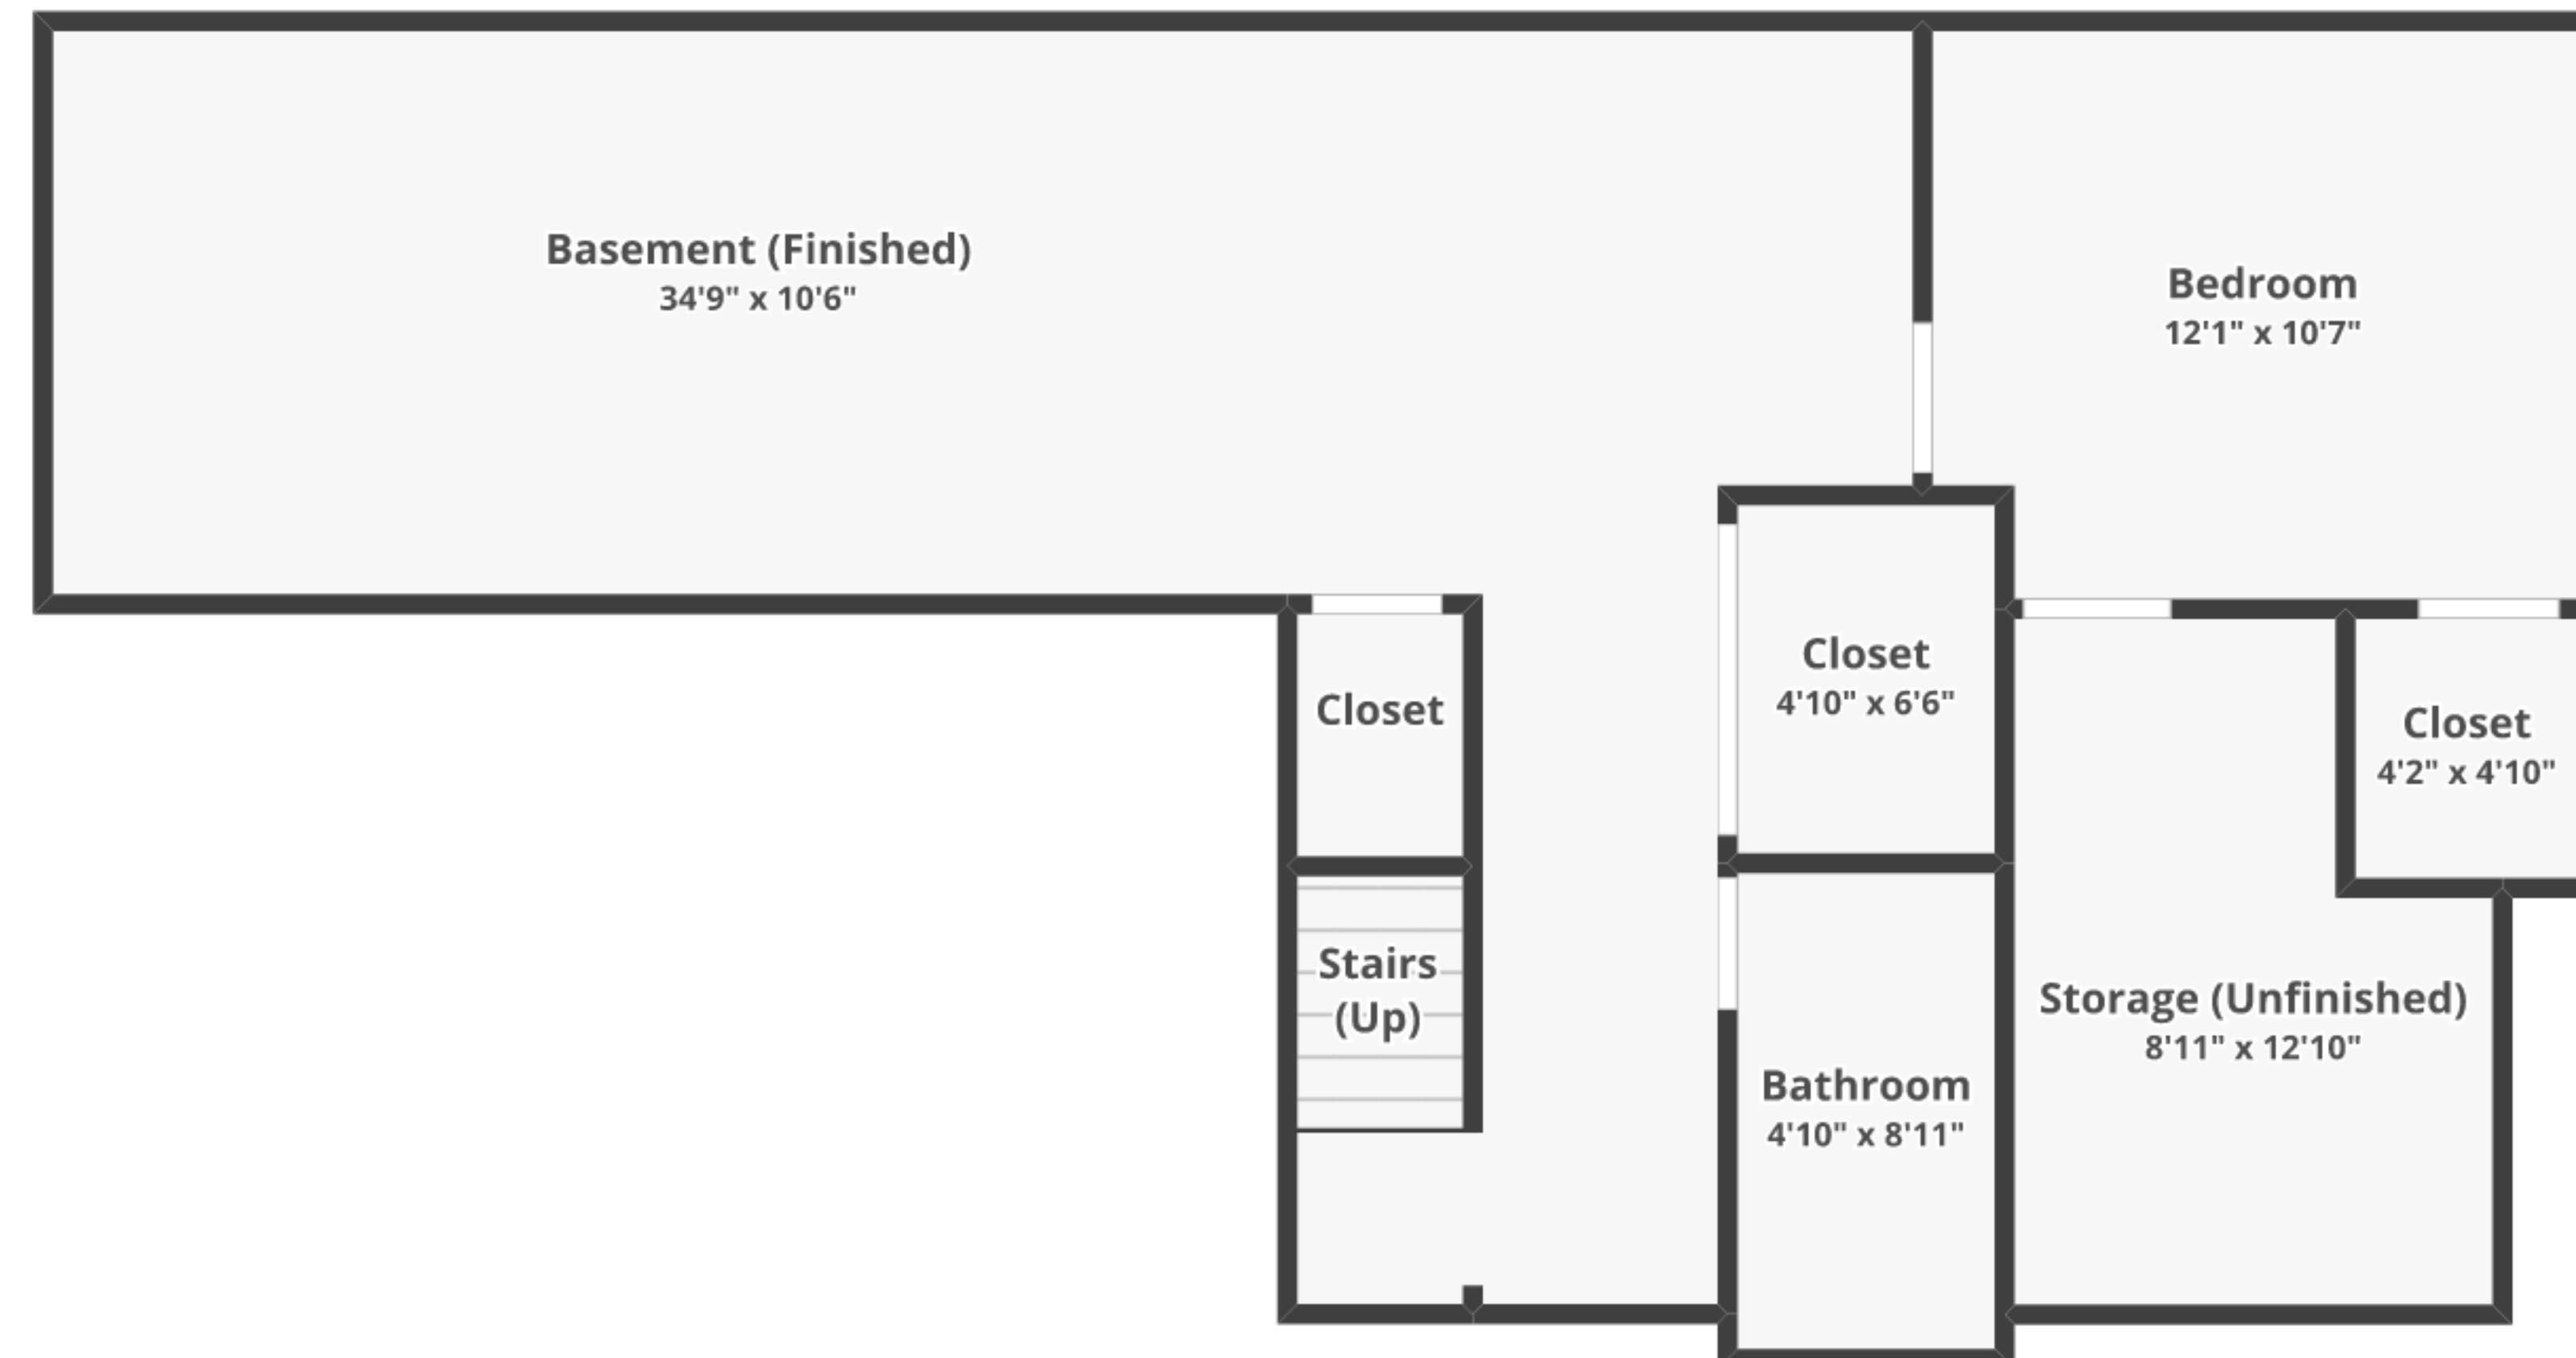 Basement (Finished)
34'9" x 10'6"
Bedroom
12'1" x 10'7"
Closet
4'10" x 6'6"
Closet
Closet
4'2" x 4'10"
Stairs
(Up)
Storage (Unfinished)
8'11" x 12'10"
Bathroom
4'10" x 8'11"